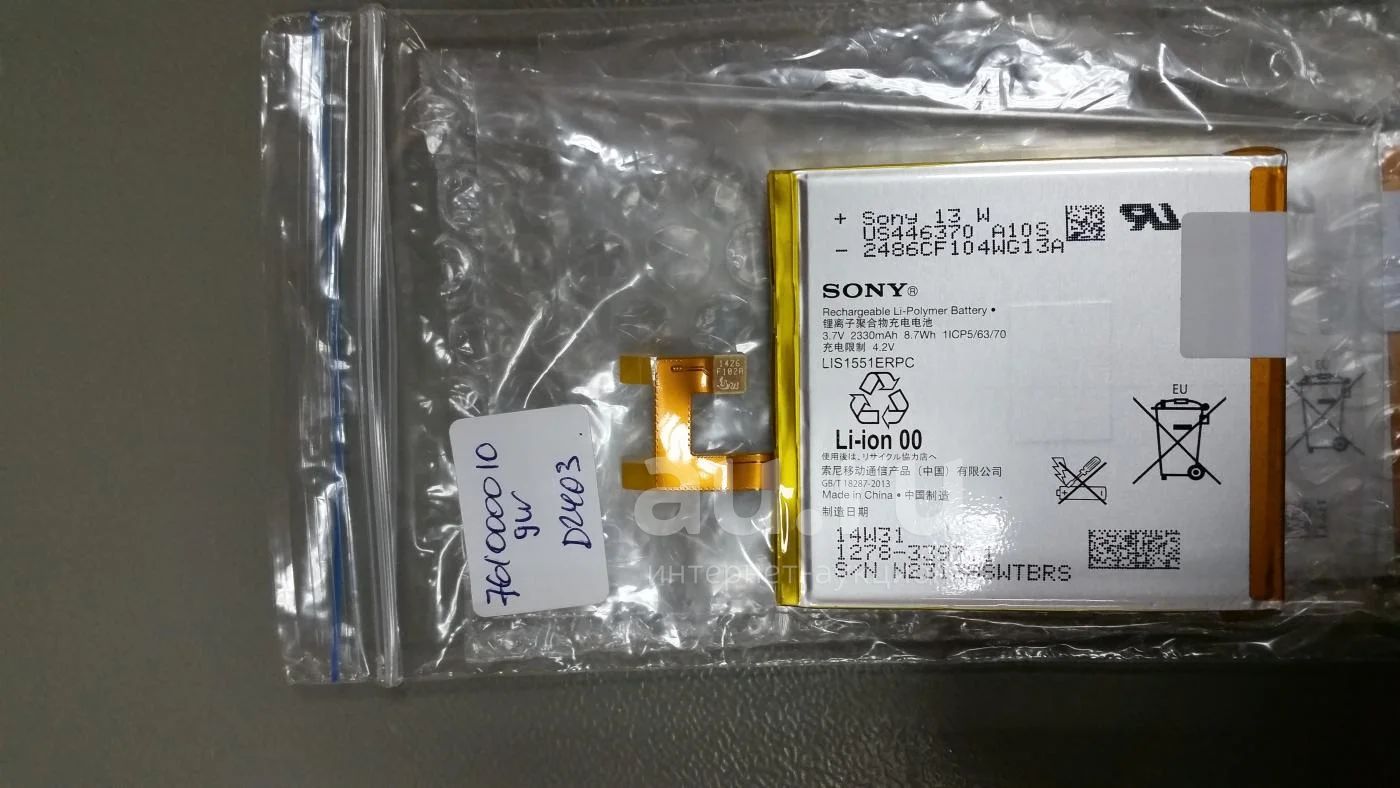 + Sony 13 W
US446370 A10S
- 2486CF104WG13A
SONY®
Rechargeable Li-Polymer Battery •
锂离子聚合物充电电池
3.7V 2330mAh 8.7Wh 1ICP5/63/70
充电限制 4.2V
LIS1551ERPC
Li-ion 00
使用後は、リサイクル協力店へ
索尼移动通信产品（中国）有限公司
GB/T 18287-2013
Made in China • 中国制造
制造日期
14W31
S/N
EU
1426
F102A
7610000010
gw
D2403
интернет-аукцион